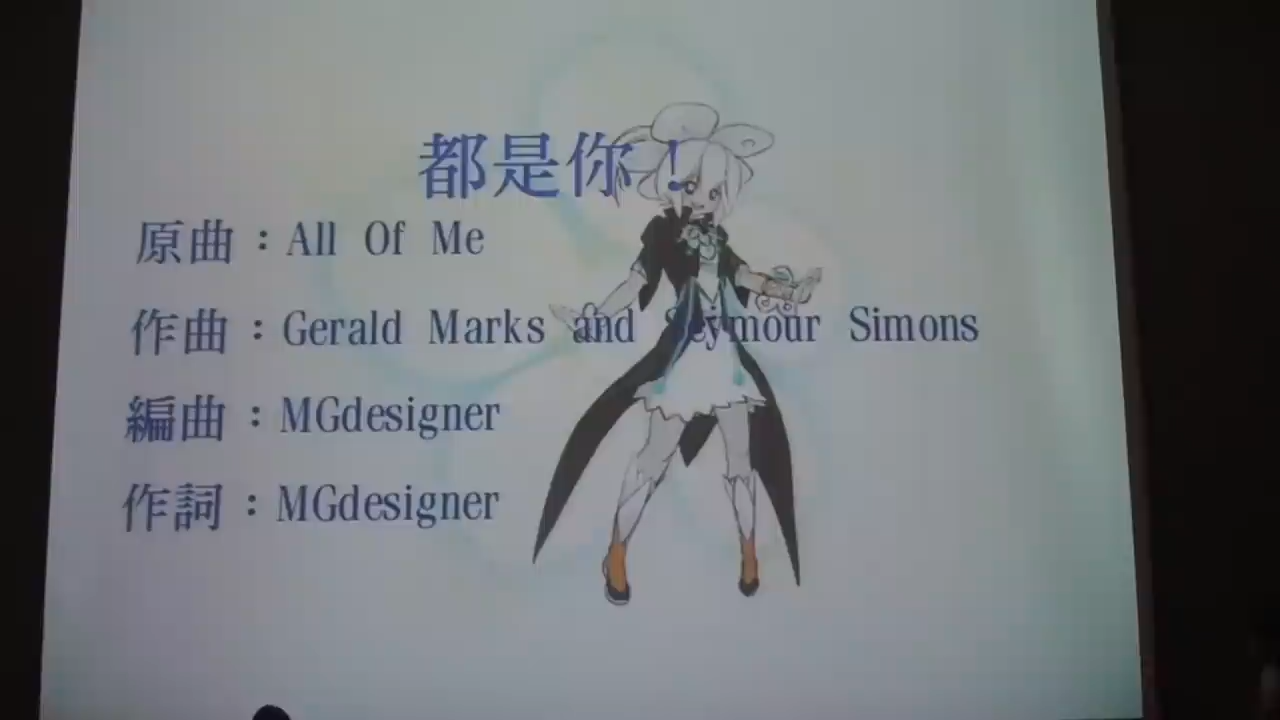 都是你！
原曲：All Of Me
作曲：Gerald Marks and Seymour Simons
編曲：MGdesigner
作詞：MGdesigner